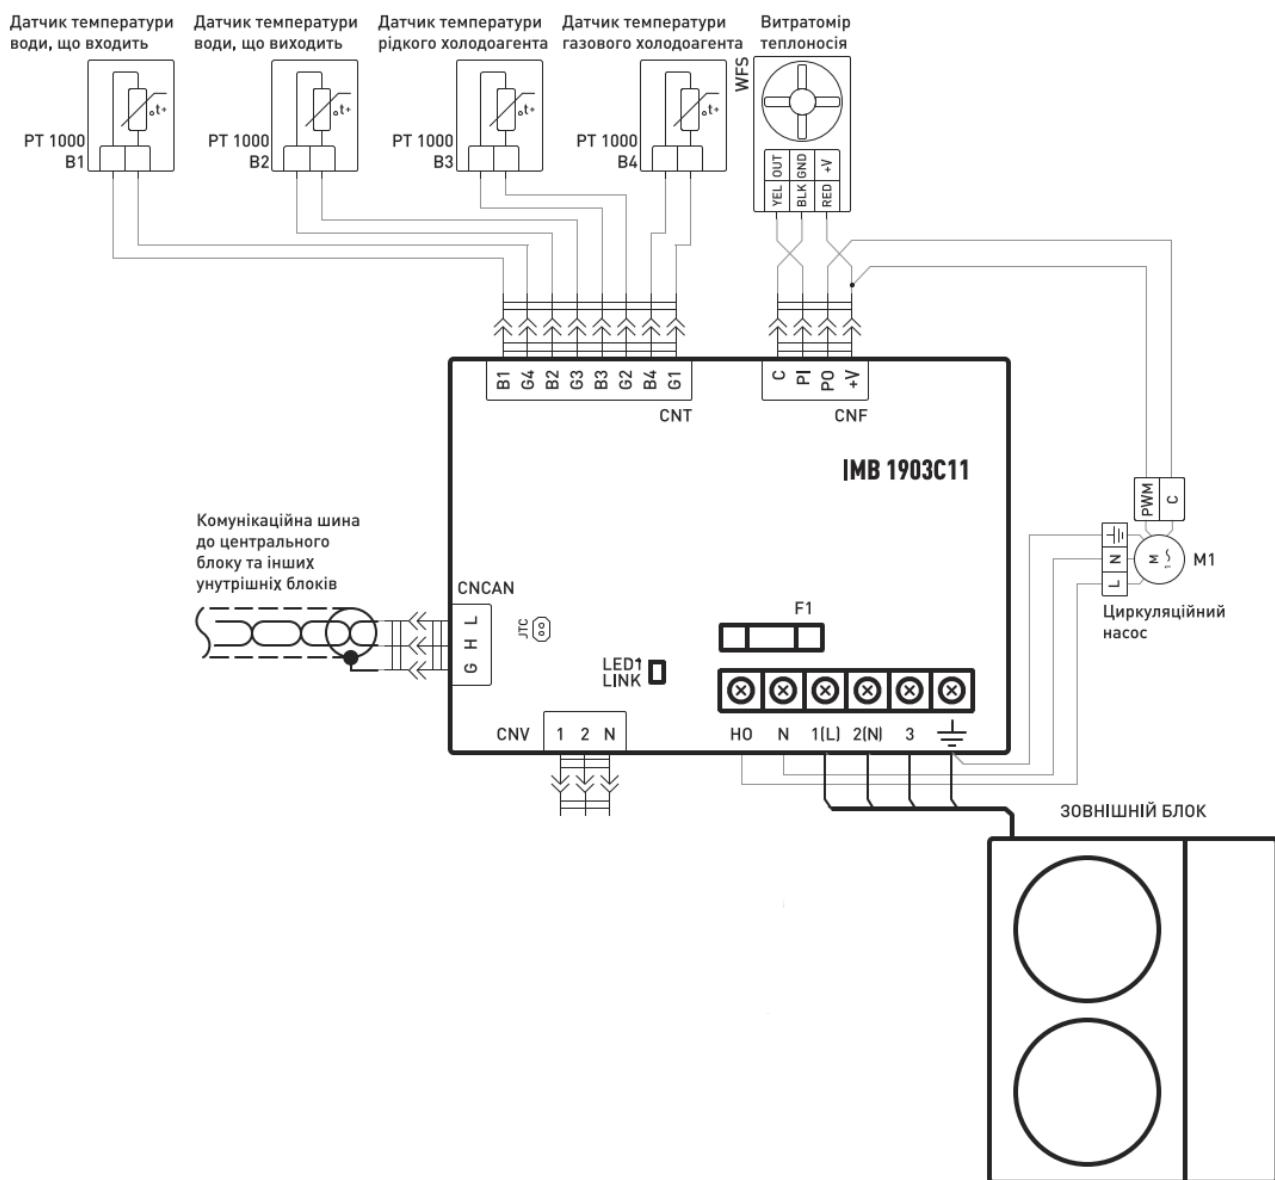 Датчик температури
води, що входить
Датчик температури
води, що виходить
Датчик температури
рідкого холодоагента
Датчик температури
газового холодоагента
Витратомір
теплоносія
WFS
t+
t+
t+
t+
PT 1000
B1
PT 1000
B2
PT 1000
B3
PT 1000
B4
OUT GND +V
YEL BLK RED
B1 G4 B2 G3 B3 G2 B4 G1
CNT
C PI PO +V
CNF
IMB 1903C11
PWM C
N
L
M
1~
M1
Циркуляційний
насос
Комунікаційна шина
до центрального
блоку та інших
унутрішніх блоків
CNCAN
L
H
G
JTC
F1
LED1
LINK
CNV
1 2 N
HO N 1(L) 2(N) 3
ЗОВНІШНІЙ БЛОК